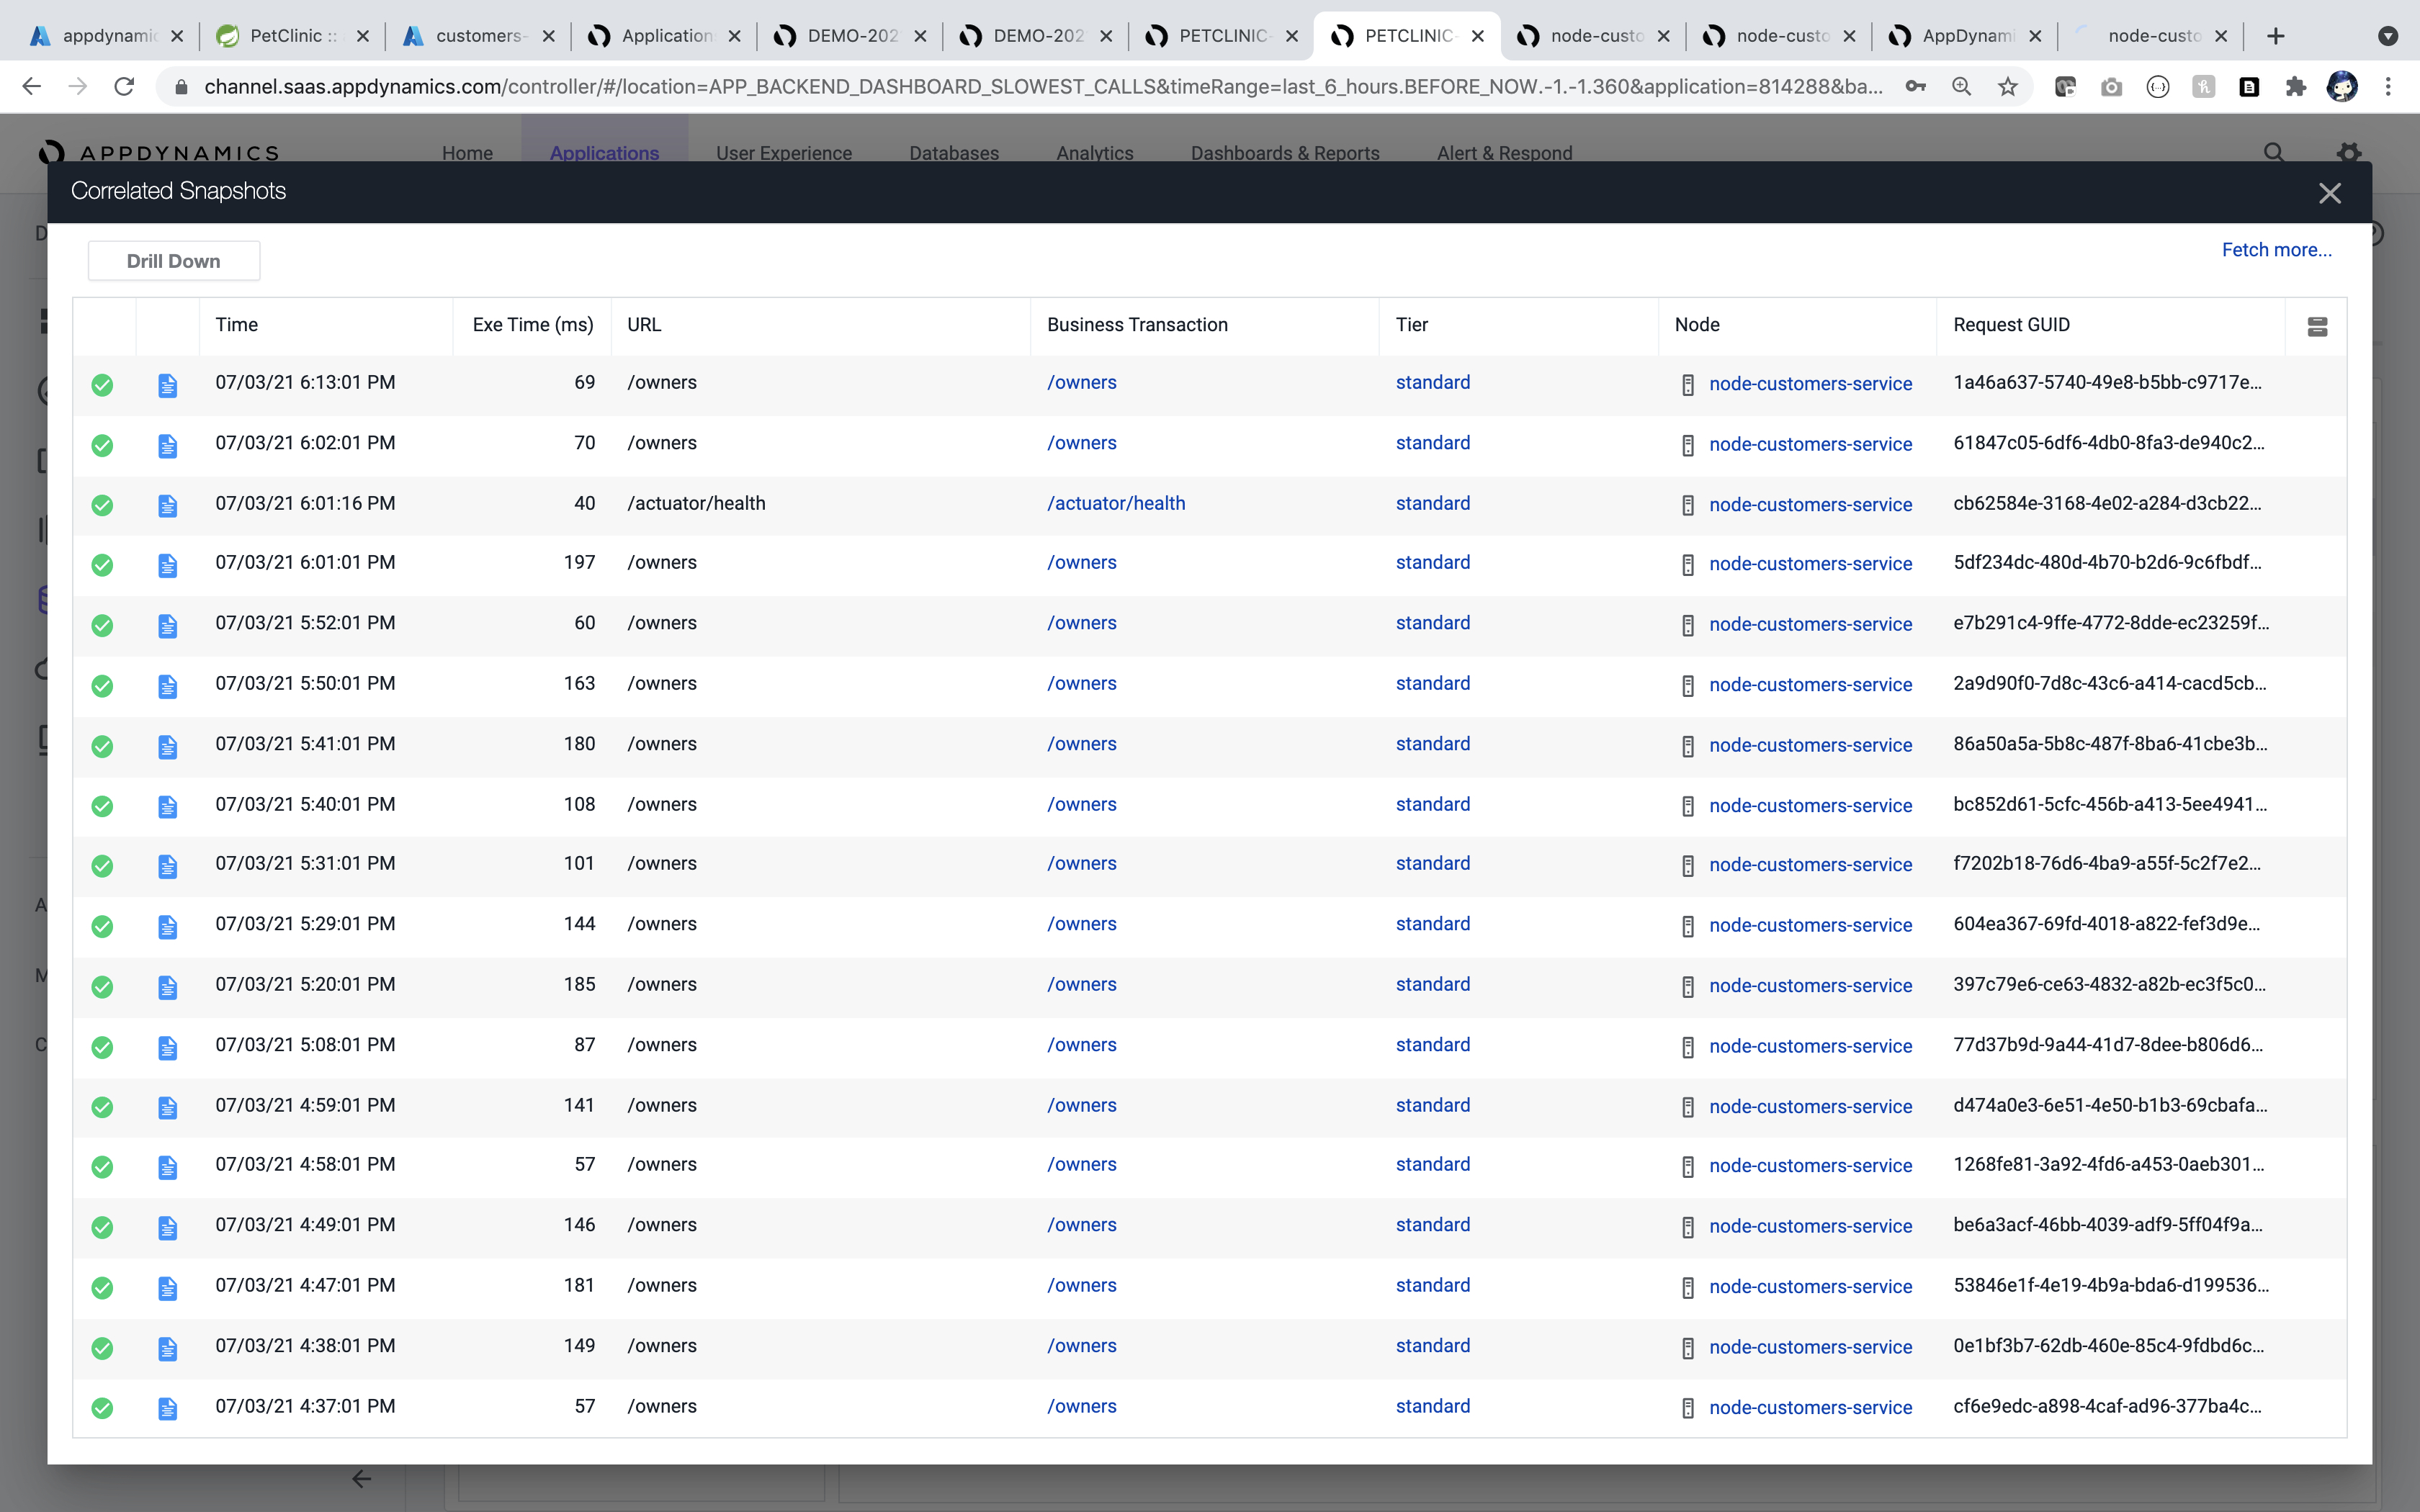 appdynamic PetClinic :: customers- Application DEMO-202 DEMO-202 PETCLINIC- PETCLINIC- node-custo node-custo AppDynami node-custo
channel.saas.appdynamics.com/controller/#/location=APP_BACKEND_DASHBOARD_SLOWEST_CALLS&timeRange=last_6_hours.BEFORE_NOW.-1.-1.360&application=814288&ba...
APPDYNAMICS Home Applications User Experience Databases Analytics Dashboards & Reports Alert & Respond
Correlated Snapshots
Drill Down
Fetch more...
Time Exe Time (ms) URL Business Transaction Tier Node Request GUID
07/03/21 6:13:01 PM 69 /owners /owners standard node-customers-service 1a46a637-5740-49e8-b5bb-c9717e...
07/03/21 6:02:01 PM 70 /owners /owners standard node-customers-service 61847c05-6df6-4db0-8fa3-de940c2...
07/03/21 6:01:16 PM 40 /actuator/health /actuator/health standard node-customers-service cb62584e-3168-4e02-a284-d3cb22...
07/03/21 6:01:01 PM 197 /owners /owners standard node-customers-service 5df234dc-480d-4b70-b2d6-9c6fbdf...
07/03/21 5:52:01 PM 60 /owners /owners standard node-customers-service e7b291c4-9ffe-4772-8dde-ec23259f...
07/03/21 5:50:01 PM 163 /owners /owners standard node-customers-service 2a9d90f0-7d8c-43c6-a414-cacd5cb...
07/03/21 5:41:01 PM 180 /owners /owners standard node-customers-service 86a50a5a-5b8c-487f-8ba6-41cbe3b...
07/03/21 5:40:01 PM 108 /owners /owners standard node-customers-service bc852d61-5cfc-456b-a413-5ee4941...
07/03/21 5:31:01 PM 101 /owners /owners standard node-customers-service f7202b18-76d6-4ba9-a55f-5c2f7e2...
07/03/21 5:29:01 PM 144 /owners /owners standard node-customers-service 604ea367-69fd-4018-a822-fef3d9e...
07/03/21 5:20:01 PM 185 /owners /owners standard node-customers-service 397c79e6-ce63-4832-a82b-ec3f5c0...
07/03/21 5:08:01 PM 87 /owners /owners standard node-customers-service 77d37b9d-9a44-41d7-8dee-b806d6...
07/03/21 4:59:01 PM 141 /owners /owners standard node-customers-service d474a0e3-6e51-4e50-b1b3-69cbafa...
07/03/21 4:58:01 PM 57 /owners /owners standard node-customers-service 1268fe81-3a92-4fd6-a453-0aeb301...
07/03/21 4:49:01 PM 146 /owners /owners standard node-customers-service be6a3acf-46bb-4039-adf9-5ff04f9a...
07/03/21 4:47:01 PM 181 /owners /owners standard node-customers-service 53846e1f-4e19-4b9a-bda6-d199536...
07/03/21 4:38:01 PM 149 /owners /owners standard node-customers-service 0e1bf3b7-62db-460e-85c4-9fdbd6c...
07/03/21 4:37:01 PM 57 /owners /owners standard node-customers-service cf6e9edc-a898-4caf-ad96-377ba4c...